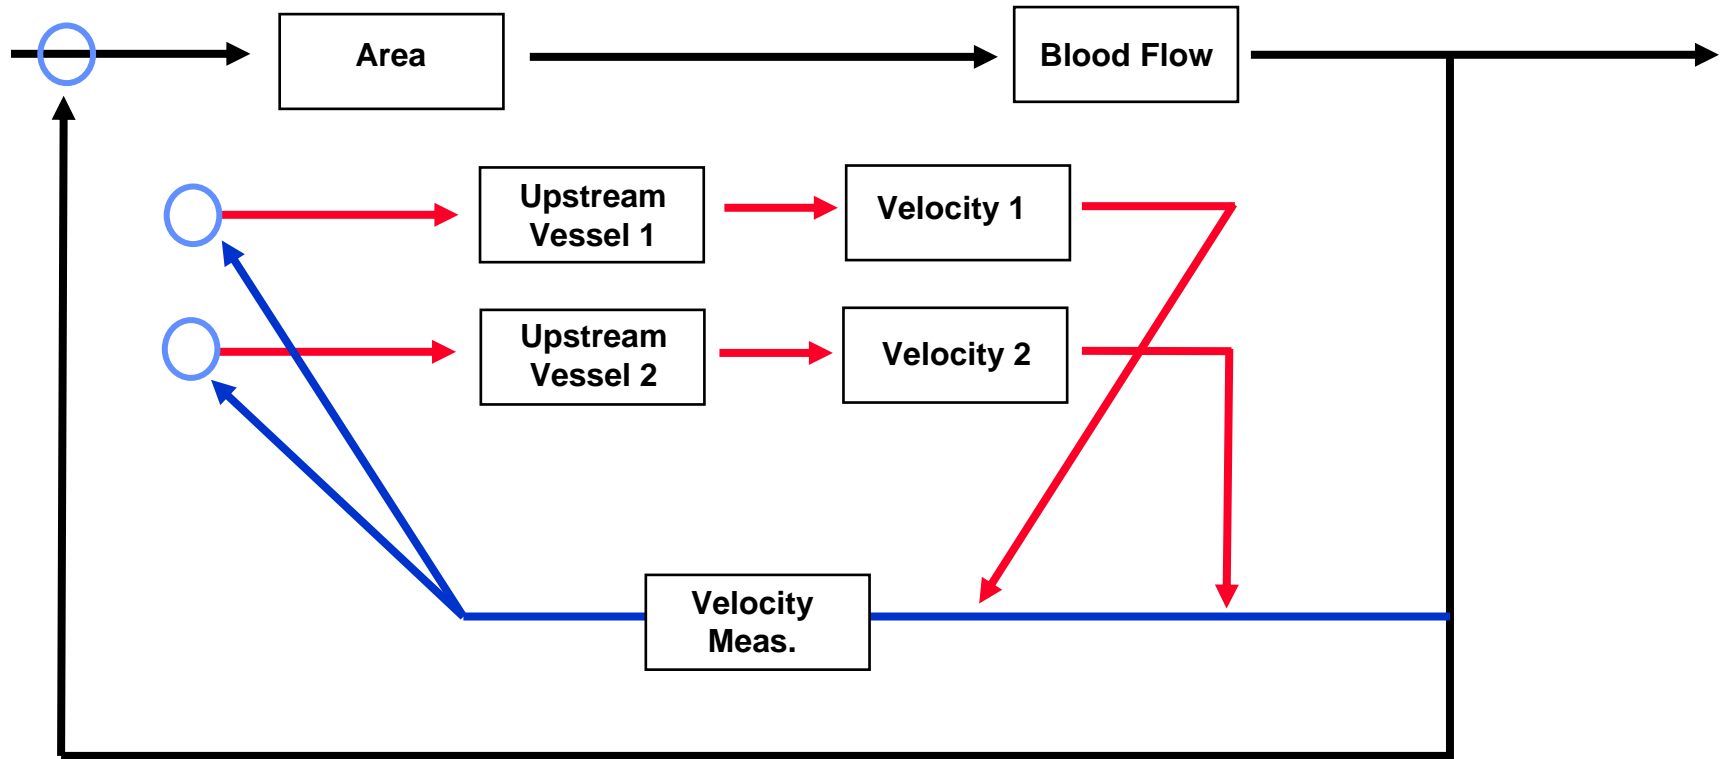 Area
Blood Flow
Upstream
Vessel 1
Velocity 1
Upstream
Vessel 2
Velocity 2
Velocity
Meas.